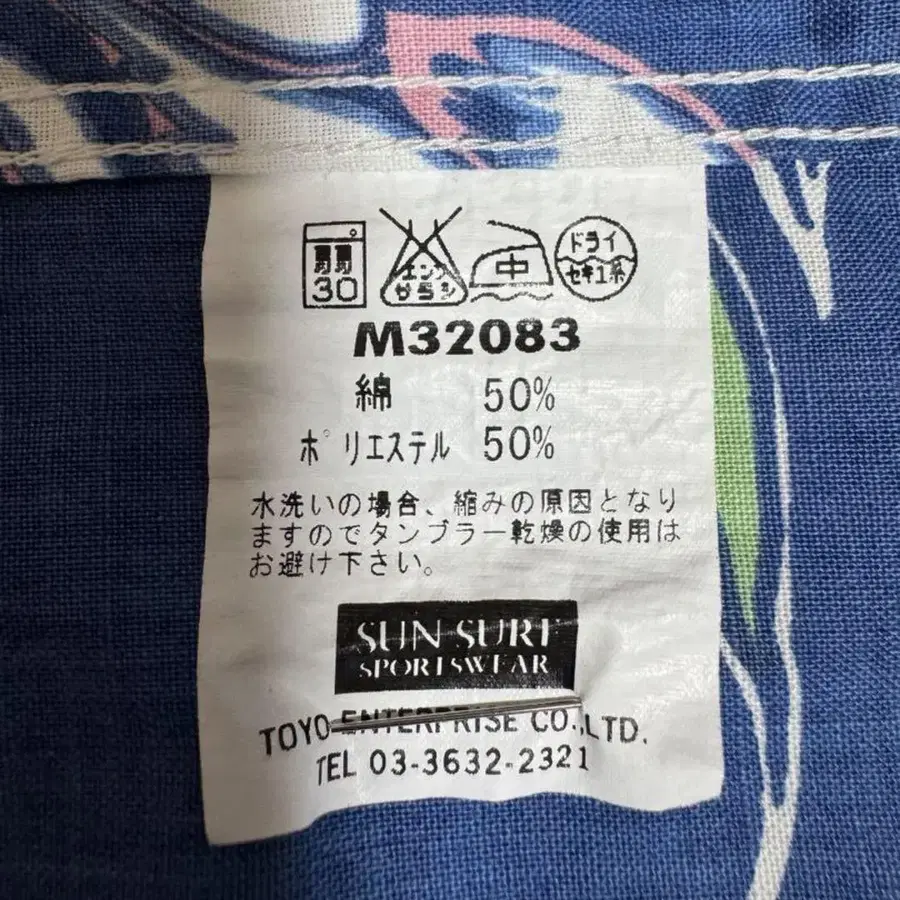 弱 30
エンソ サラシ
中
ドライ
セキユ系
M32083
綿 50%
ポリエステル 50%
水洗いの場合、縮みの原因となり
ますのでタンブラー乾燥の使用は
お避け下さい。
SUN SURF
SPORTSWEAR
TOYO ENTERPRISE CO.,LTD.
TEL 03-3632-2321